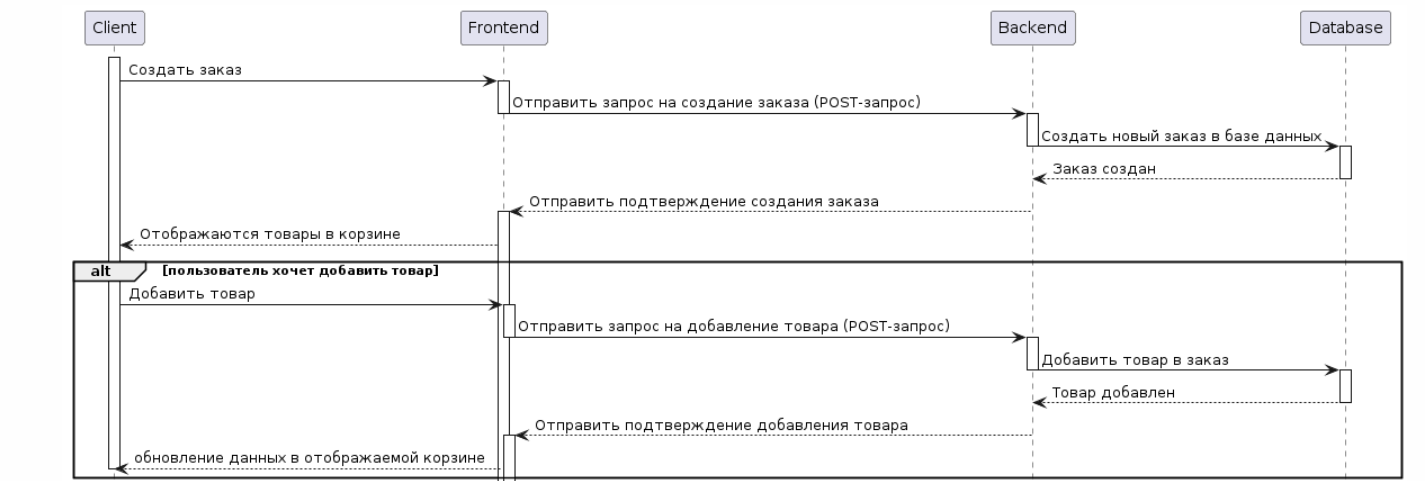 Client
Frontend
Backend
Database
Создать заказ
Отправить запрос на создание заказа (POST-запрос)
Создать новый заказ в базе данных
Заказ создан
Отправить подтверждение создания заказа
Отображаются товары в корзине
alt [пользователь хочет добавить товар]
Добавить товар
Отправить запрос на добавление товара (POST-запрос)
Добавить товар в заказ
Товар добавлен
Отправить подтверждение добавления товара
обновление данных в отображаемой корзине